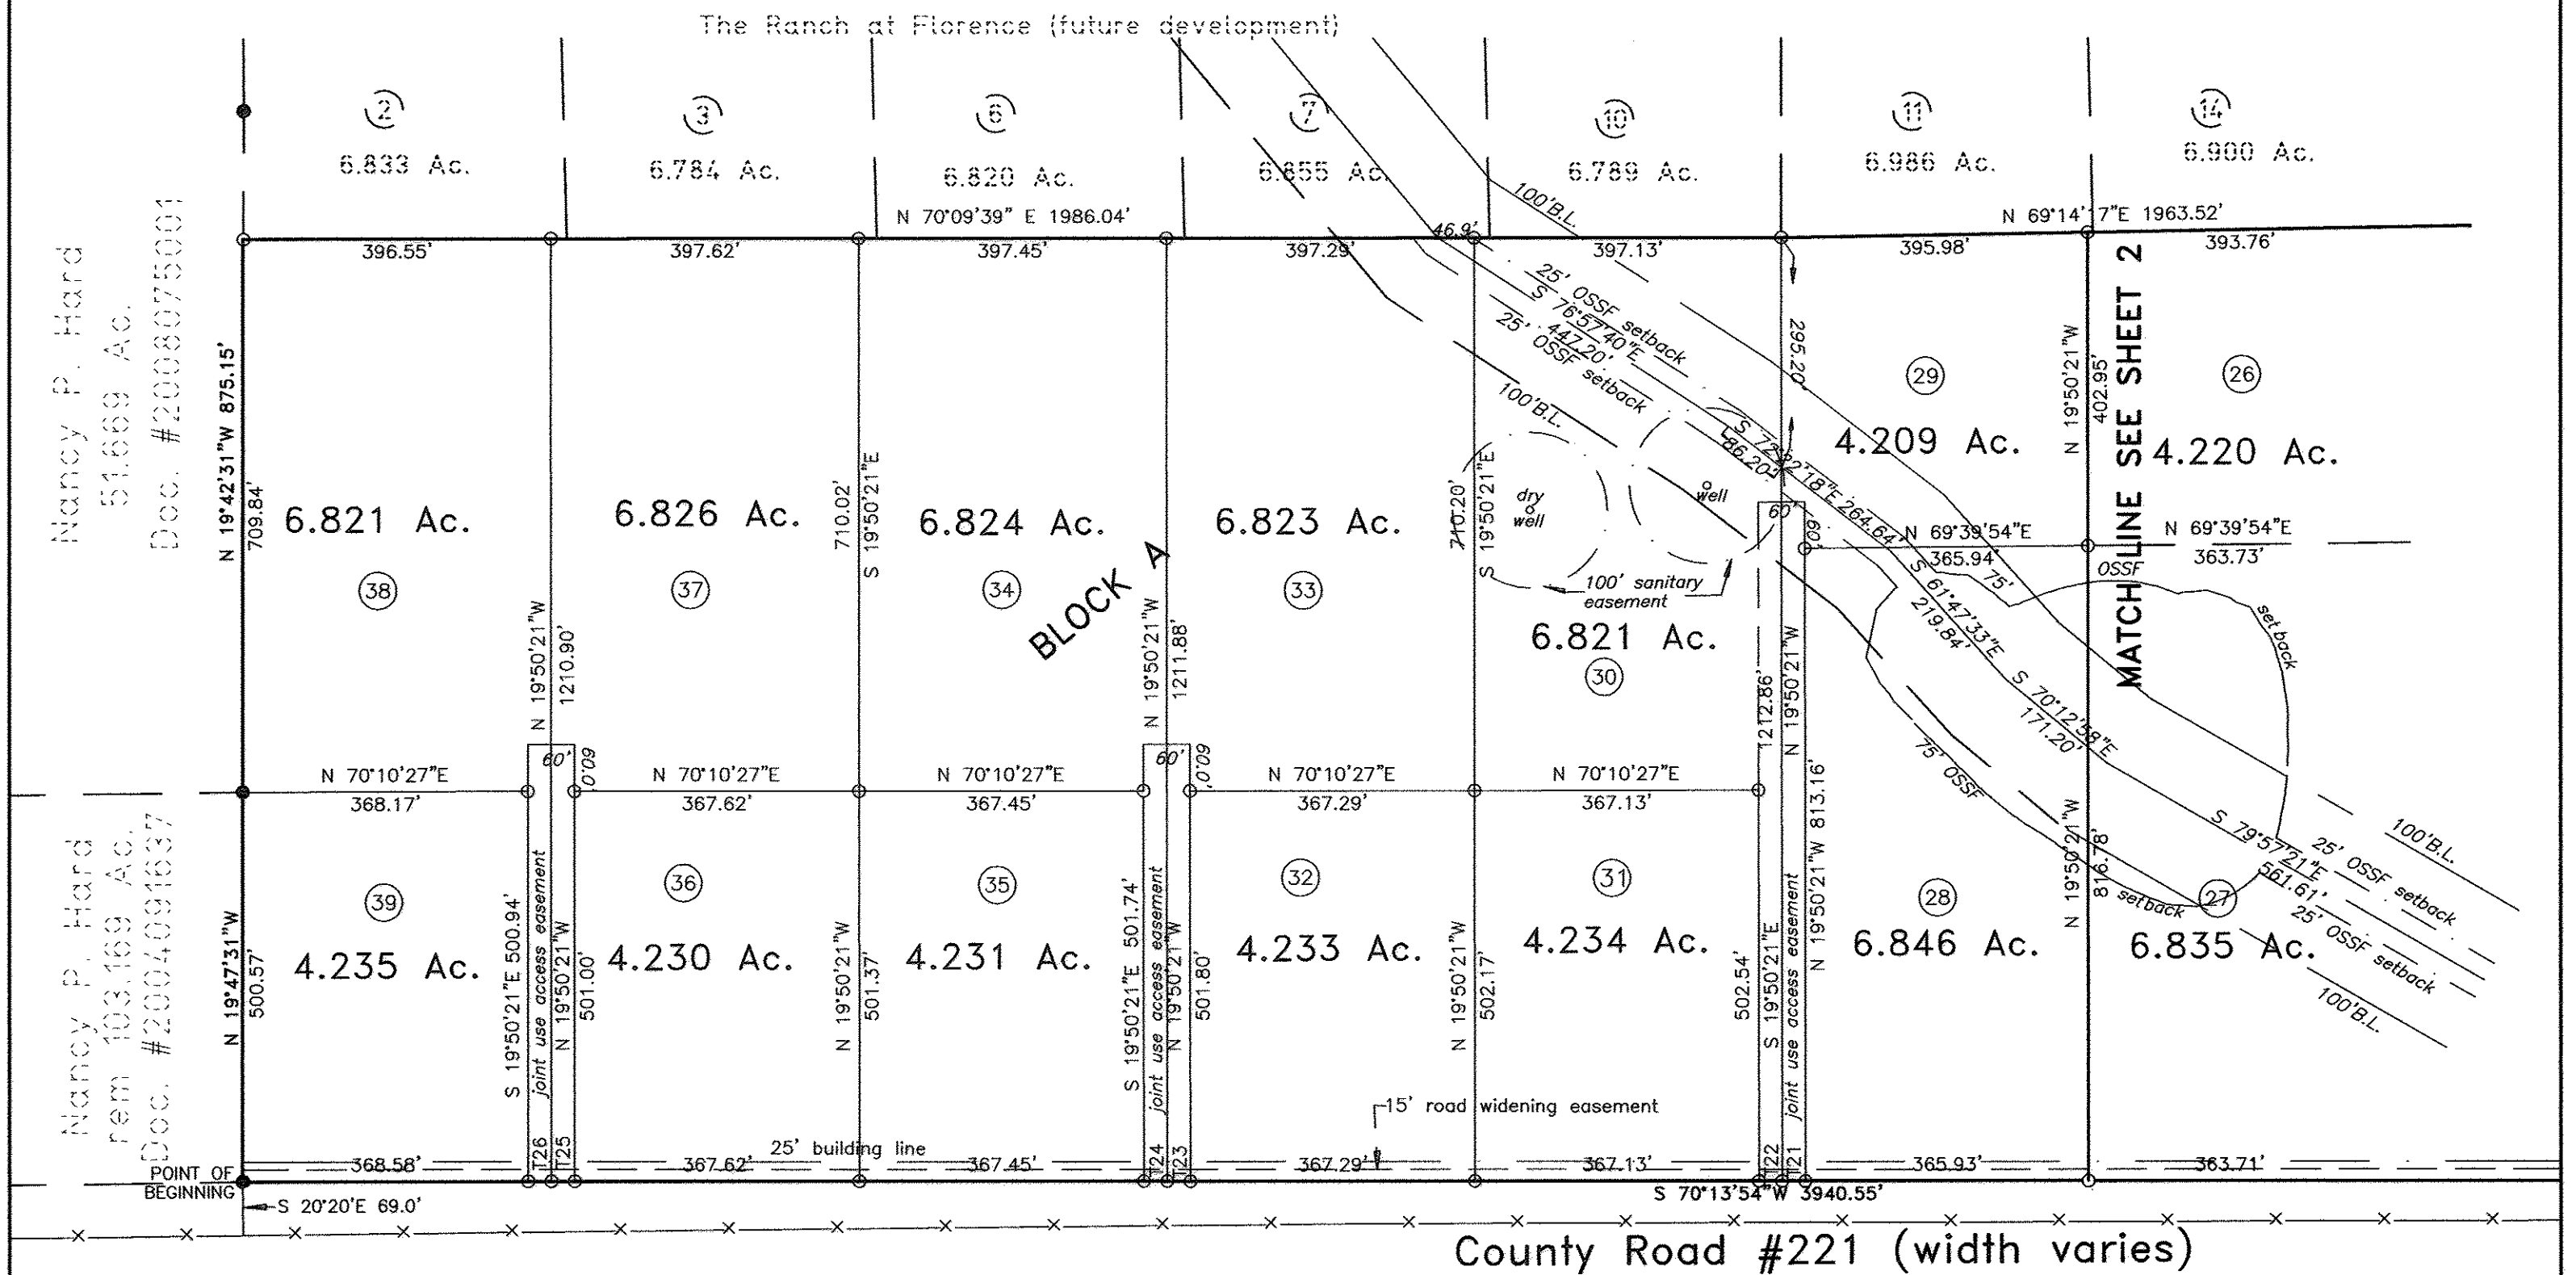 The Ranch at Florence (future development)
2
3
6
7
10
11
14
6.833 Ac.
6.784 Ac.
6.820 Ac.
6.855 Ac.
6.789 Ac.
6.986 Ac.
6.900 Ac.
N 70°09'39" E 1986.04'
N 69°14'17"E 1963.52'
100'B.L.
46.9'
396.55'
397.62'
397.45'
397.29'
397.13'
395.98'
393.76'
Nancy P. Hard
51.669 Ac.
Doc. #2008075001
N 19°42'31"W 875.15'
709.84'
25' OSSF setback
S 76°57'40"E
447.20'
25' OSSF setback
100'B.L.
295.20'
29
4.209 Ac.
N 19°50'21"W
402.95'
MATCHLINE SEE SHEET 2
26
4.220 Ac.
6.821 Ac.
38
6.826 Ac.
37
710.02'
S 19°50'21"E
6.824 Ac.
34
BLOCK A
6.823 Ac.
33
710.20'
S 19°50'21"E
dry
well
well
S 72°22'18"E 264.64'
86.20'
60'
60'
N 69°39'54"E
365.94'
N 69°39'54"E
363.73'
100' sanitary
easement
6.821 Ac.
30
S 61°47'33"E
219.84'
75'
OSSF
setback
N 19°50'21"W
1210.90'
N 19°50'21"W
1211.88'
1212.86'
N 19°50'21"W
S 70°12'58"E
171.20'
75' OSSF
setback
60'
60.0'
60'
60.0'
N 70°10'27"E
368.17'
N 70°10'27"E
367.62'
N 70°10'27"E
367.45'
N 70°10'27"E
367.29'
N 70°10'27"E
367.13'
N 19°50'21"W 813.16'
N 19°50'21"W
816.78'
S 79°57'21"E
561.61'
25' OSSF setback
25' OSSF setback
100'B.L.
100'B.L.
Nancy P. Hard
rem 103.169 Ac.
Doc. #2004091637
N 19°47'31"W
500.57'
39
4.235 Ac.
S 19°50'21"E 500.94'
joint use access easement
N 19°50'21"W
501.00'
36
4.230 Ac.
N 19°50'21"W
501.37'
35
4.231 Ac.
S 19°50'21"E 501.74'
joint use access easement
N 19°50'21"W
501.80'
32
4.233 Ac.
N 19°50'21"W
502.17'
31
4.234 Ac.
502.54'
S 19°50'21"E
joint use access easement
28
6.846 Ac.
27
6.835 Ac.
15' road widening easement
25' building line
T26
T25
T24
T23
T22
T21
368.58'
367.62'
367.45'
367.29'
367.13'
365.93'
363.71'
POINT OF
BEGINNING
S 20°20'E 69.0'
S 70°13'54"W 3940.55'
County Road #221 (width varies)